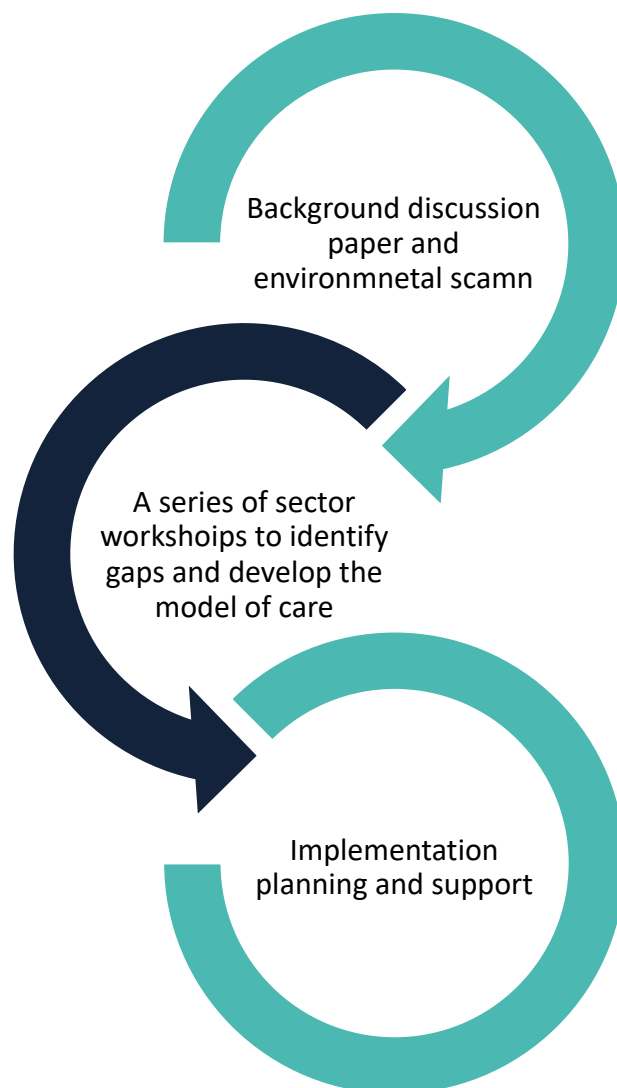 Background discussion
paper and
environmnetal scamn
A series of sector
workshoips to identify
gaps and develop the
model of care
Implementation
planning and support